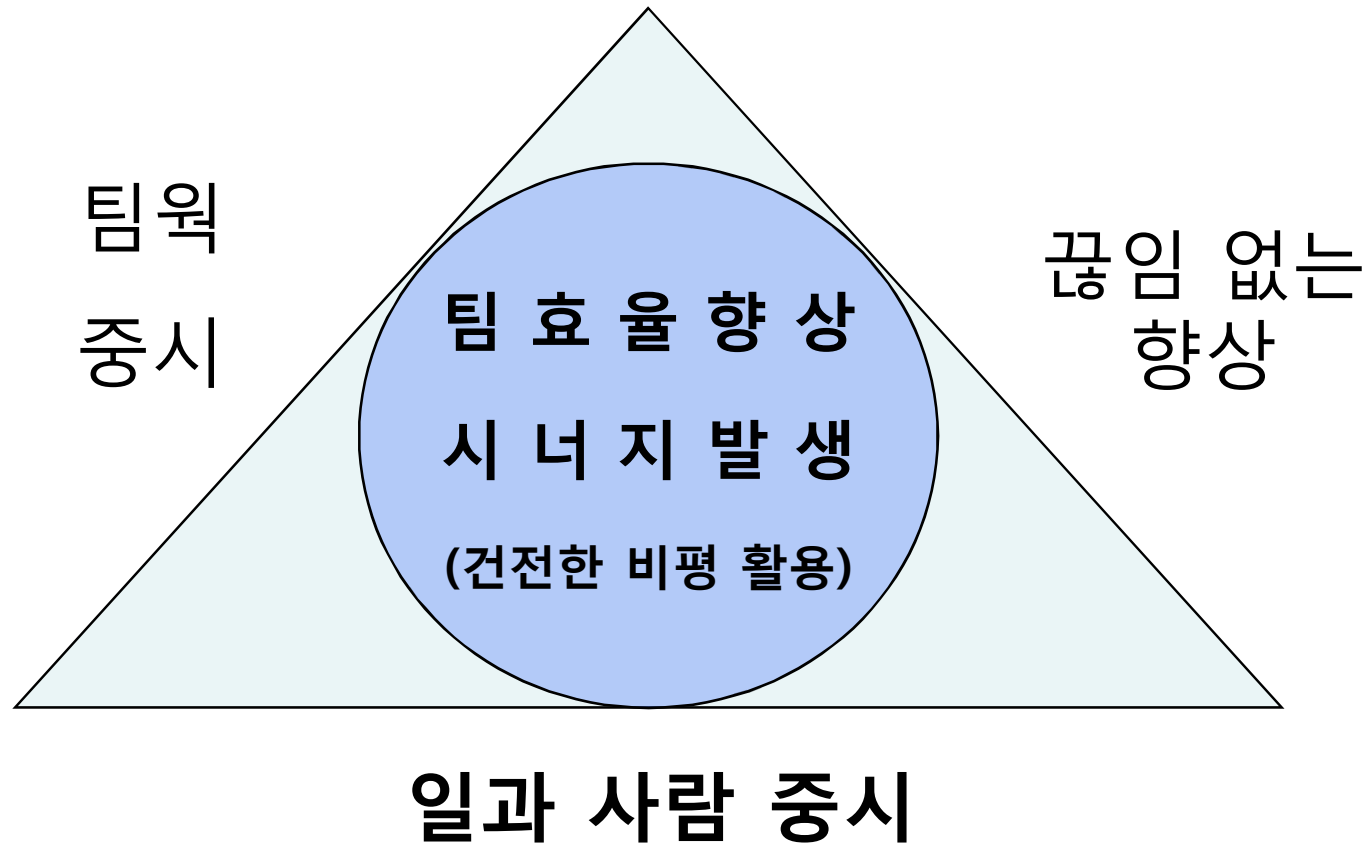 팀웍
중시
끊임 없는
향상
팀 효 율 향 상
시 너 지 발 생
(건전한 비평 활용)
일과 사람 중시